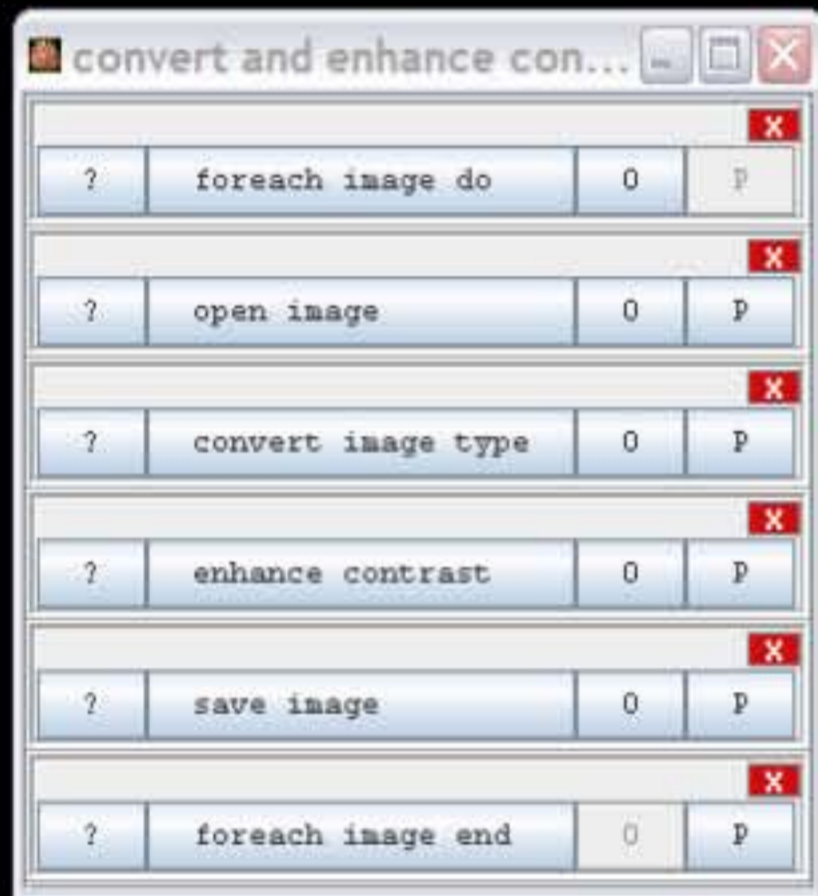 convert and enhance con...
X
? foreach image do O P
X
? open image O P
X
? convert image type O P
X
? enhance contrast O P
X
? save image O P
X
? foreach image end O P